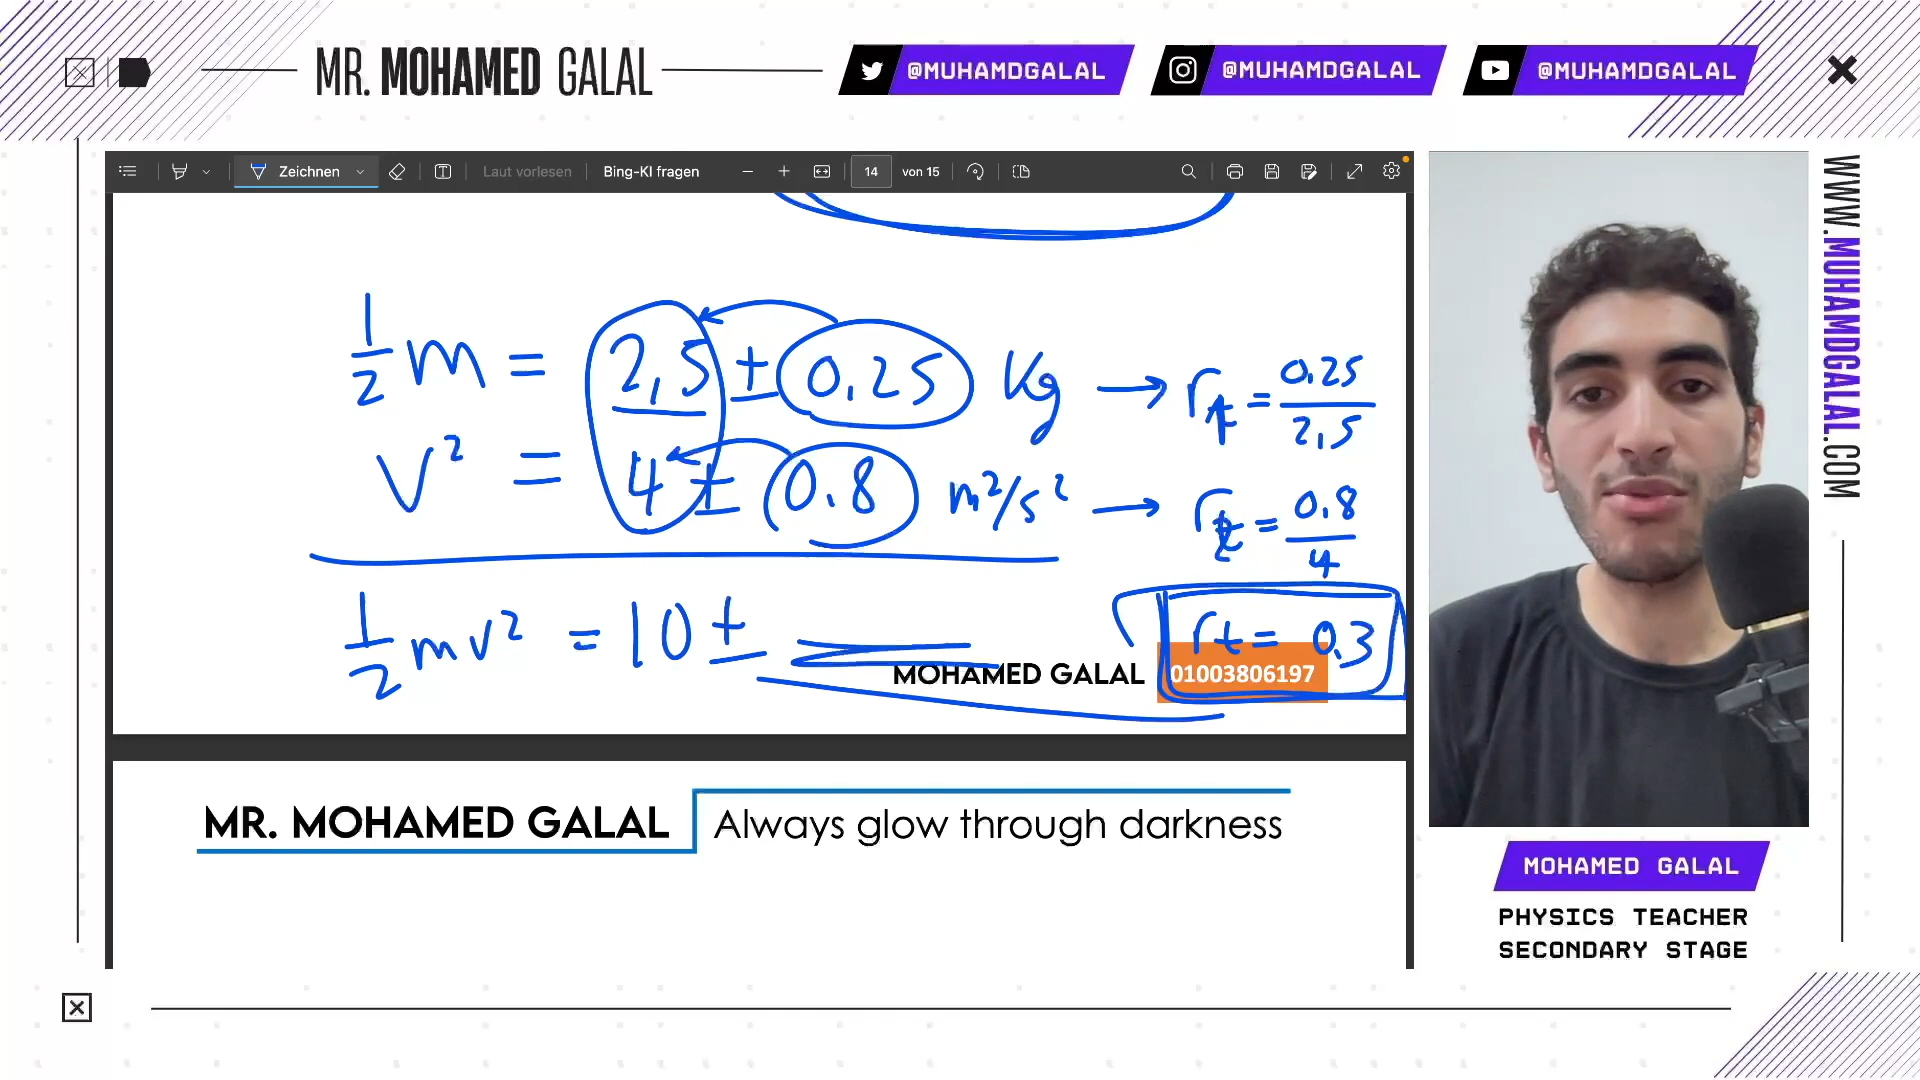 MR. MOHAMED GALAL
@MUHAMDGALAL
@MUHAMDGALAL
@MUHAMDGALAL
WWW.MUHAMDGALAL.COM
Zeichnen
Laut vorlesen
Bing-KI fragen
14
von 15
1/2 m = 2,5 ± 0.25 Kg → r1 = 0.25/2,5
v² = 4 ± 0.8 m²/s² → r2 = 0.8/4
1/2 mv² = 10 ±
rt = 0.3
MOHAMED GALAL 01003806197
MR. MOHAMED GALAL
Always glow through darkness
MOHAMED GALAL
PHYSICS TEACHER
SECONDARY STAGE